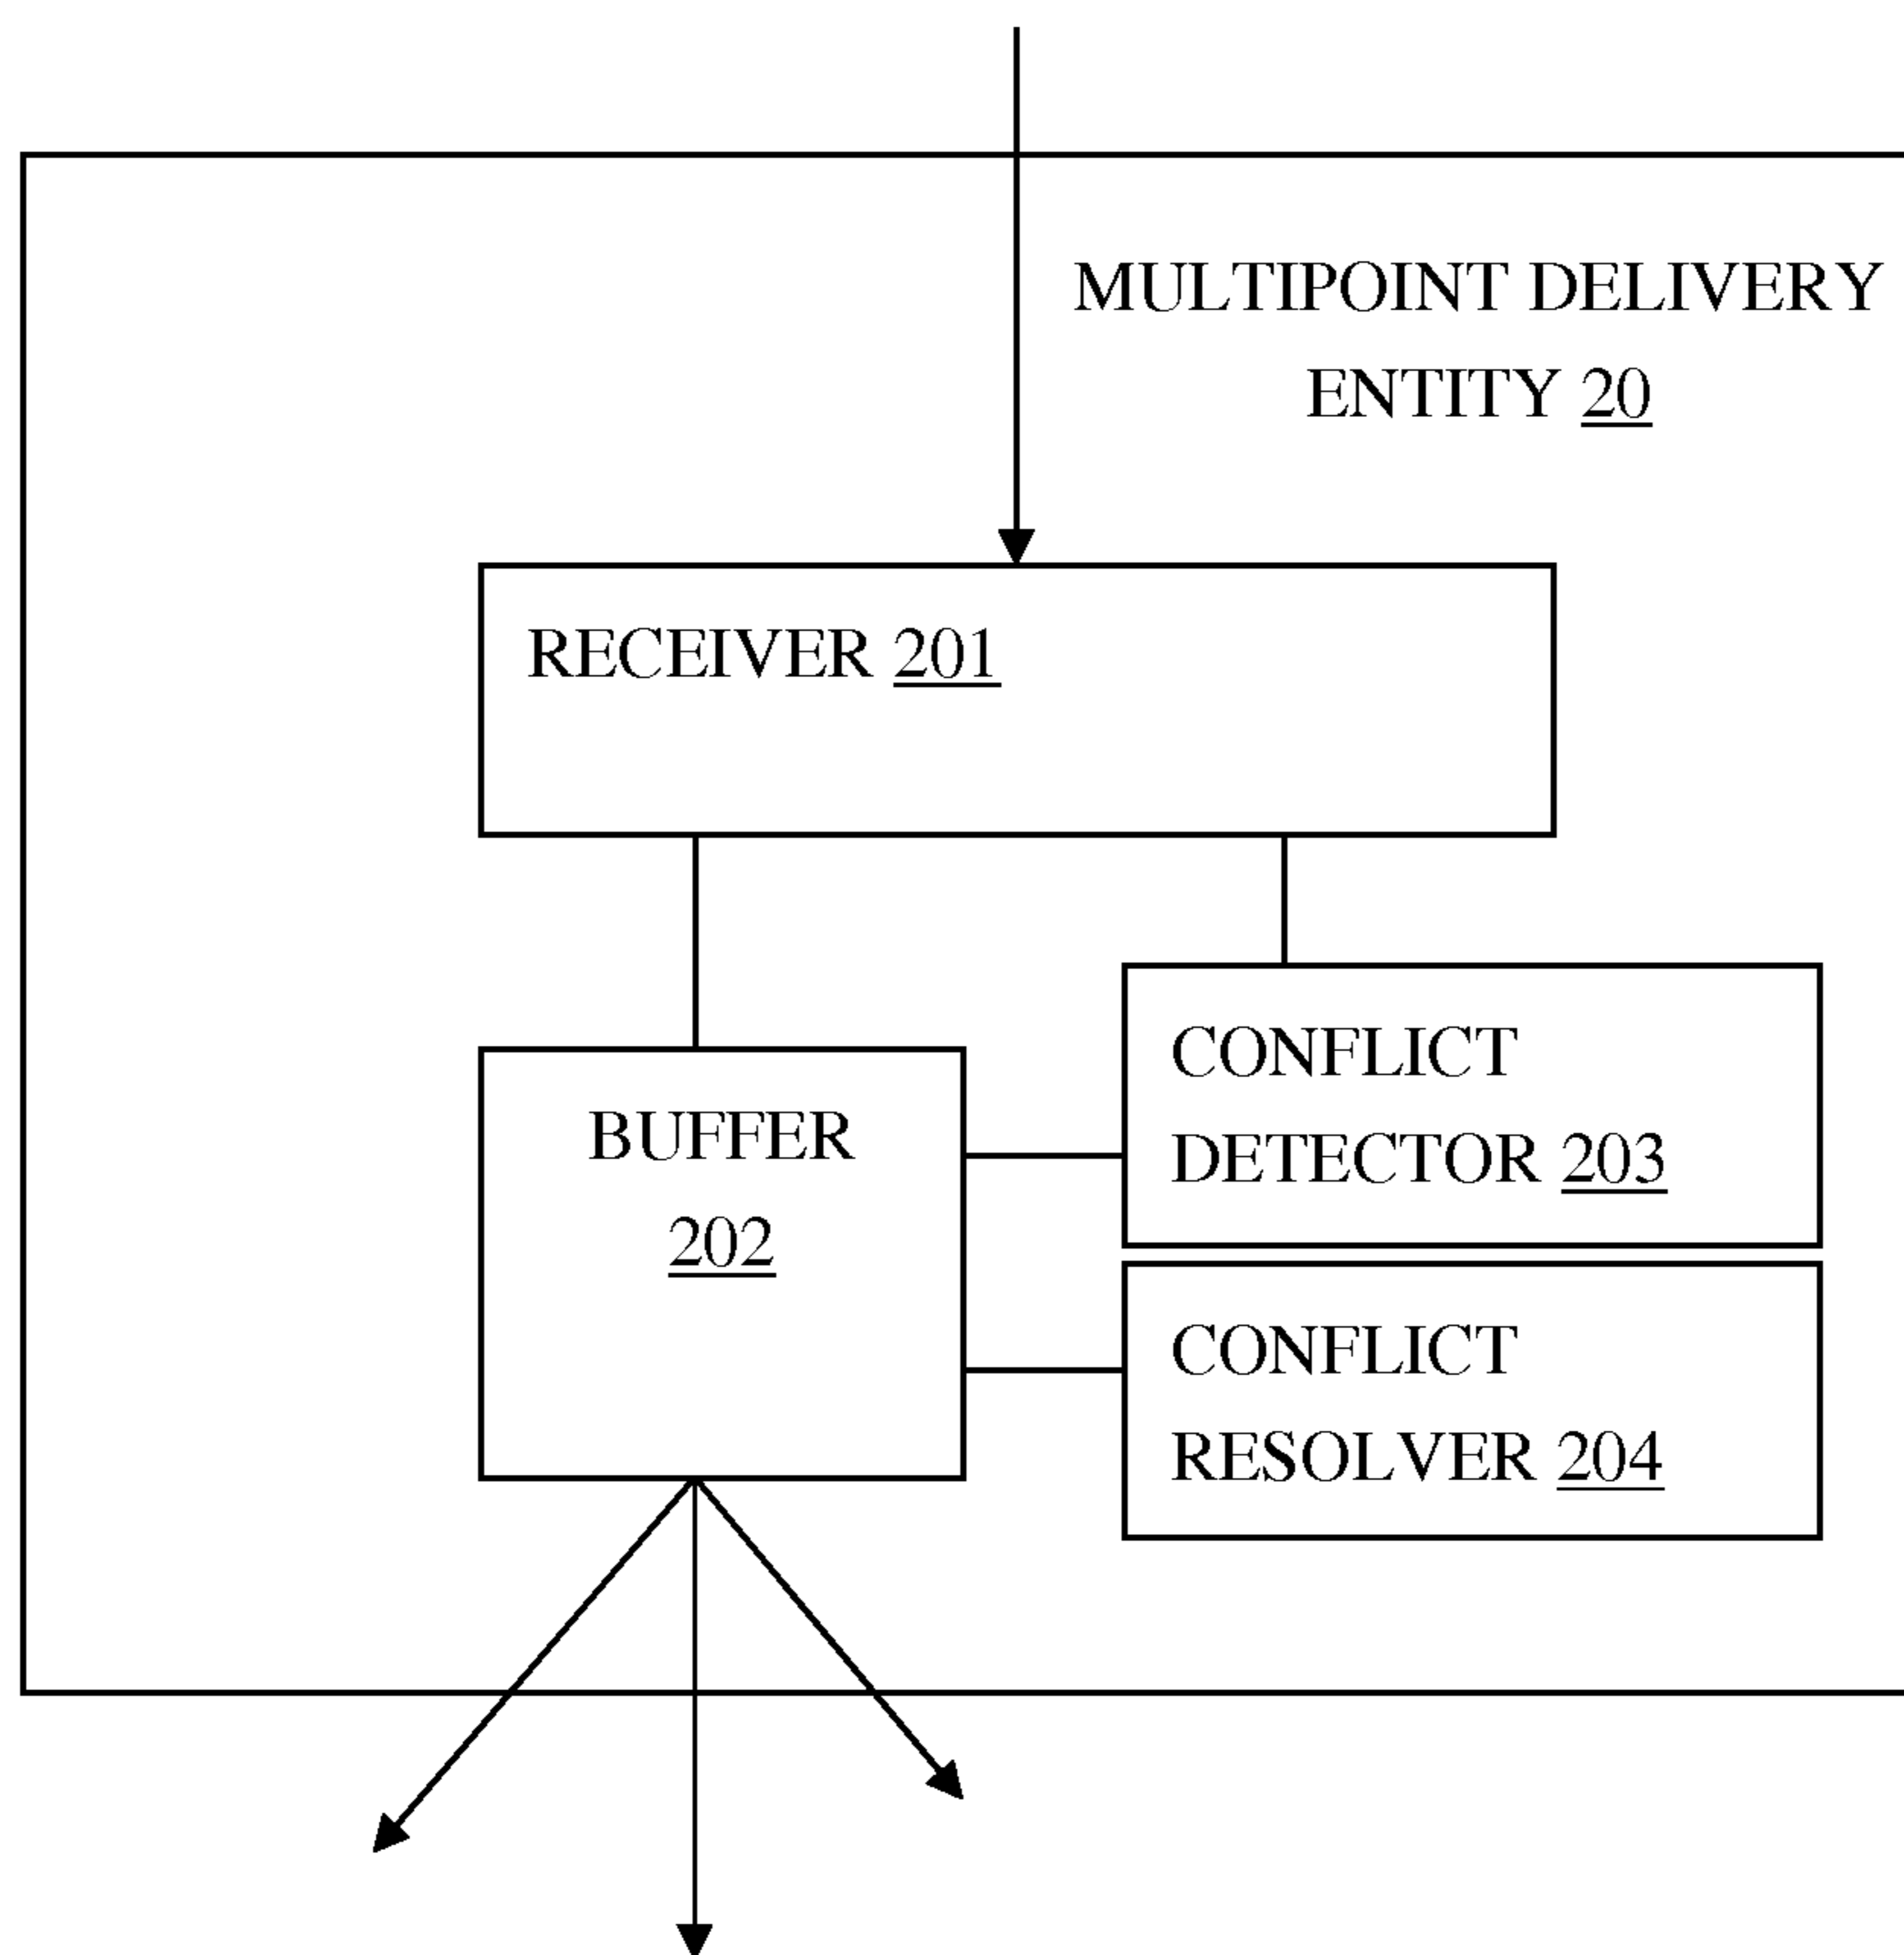 MULTIPOINT DELIVERY
ENTITY 20
RECEIVER 201
BUFFER
202
CONFLICT
DETECTOR 203
CONFLICT
RESOLVER 204